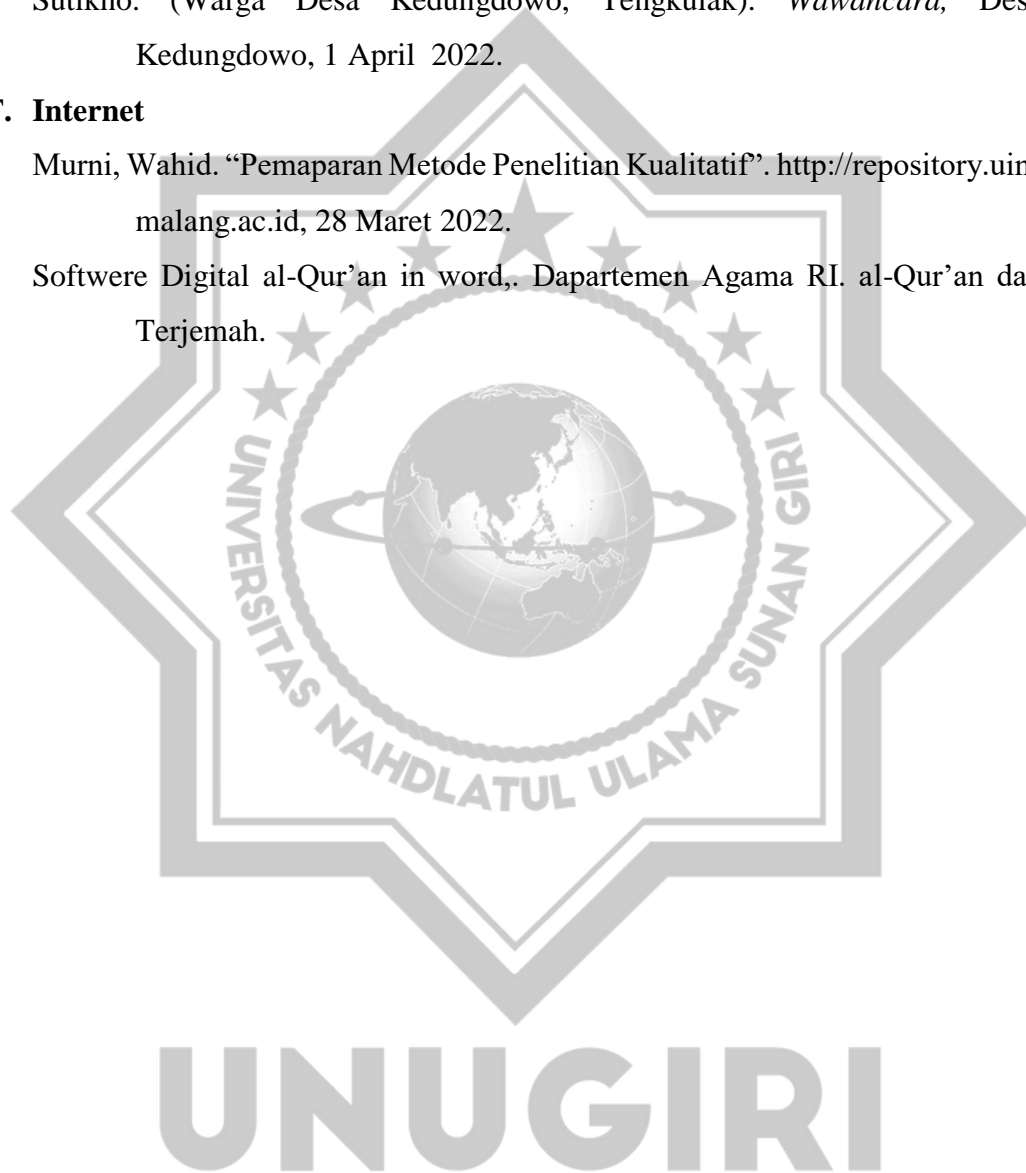 Sutikno. (Warga Desa Kedungdowo, Tengkulak). Wawancara, Des
Kedungdowo, 1 April 2022.
. Internet
Murni, Wahid. “Pemaparan Metode Penelitian Kualitatif”. http://repository.uin
malang.ac.id, 28 Maret 2022.
Softwere Digital al-Qur’an in word,. Dapartemen Agama RI. al-Qur’an da
Terjemah.
UNIVERSITAS NAHDLATUL ULAMA SUNAN GIRI
UNUGIRI